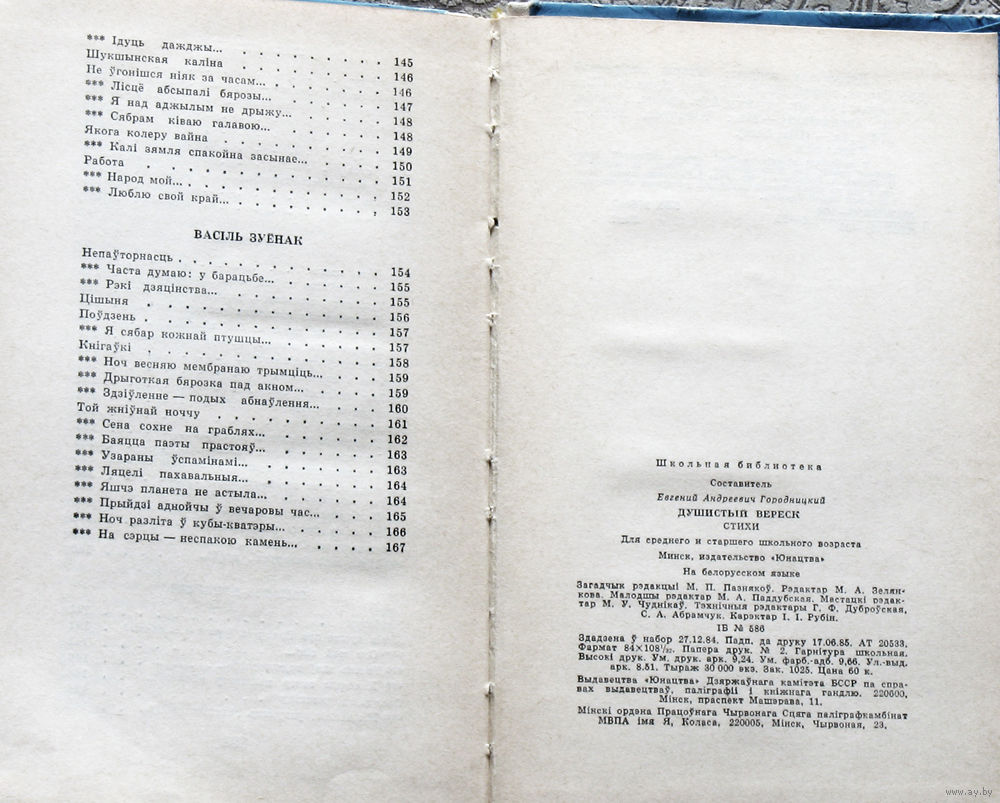 *** Ідуць дажджы... . . . . . . . . . . 145
Шукшынская каліна . . . . . . . . . 146
Не ўгонішся ніяк за часам... . . . . . . . 146
*** Лісцё абсыпалі бярозы... . . . . . . . 147
*** Я над аджылым не дрыжу... . . . . . . 148
*** Сябрам ківаю галавою... . . . . . . . 148
Якога колеру вайна . . . . . . . . . . 149
*** Калі зямля спакойна засынае... . . . . . 150
Работа . . . . . . . . . . . . . 151
*** Народ мой... . . . . . . . . . . . 152
*** Люблю свой край... . . . . . . . . . 153
ВАСІЛЬ ЗУЁНАК
Непаўторнасць . . . . . . . . . . . 154
*** Часта думаю: у барацьбе... . . . . . . 155
*** Рэкі дзяцінства... . . . . . . . . . 155
Цішыня . . . . . . . . . . . . . 156
Поўдзень . . . . . . . . . . . . . 157
*** Я сябар кожнай птушцы... . . . . . . . 157
Кнігаўкі . . . . . . . . . . . . . 158
*** Ноч весняю мембранаю трымціць... . . . . 159
*** Дрыготкая бярозка пад акном... . . . . . 159
*** Здзіўленне — подых абнаўлення... . . . . 160
Той жніўнай ноччу . . . . . . . . . . 161
*** Сена сохне на граблях... . . . . . . . 162
*** Баяцца паэты прастояў... . . . . . . . 163
*** Узараны ўспамінамі... . . . . . . . . 163
*** Ляцелі пахавальныя... . . . . . . . . 164
*** Яшчэ планета не астыла... . . . . . . . 164
*** Прыйдзі аднойчы ў вечаровы час... . . . . 165
*** Ноч разліта ў кубы-кватэры... . . . . . . 166
*** На сэрцы — неспакою камень... . . . . . 167
Школьная библиотека
Составитель
Евгений Андреевич Городницкий
ДУШИСТЫЙ ВЕРЕСК
СТИХИ
Для среднего и старшего школьного возраста
Минск, издательство «Юнацтва»
На белорусском языке
Загадчык рэдакцыі М. П. Пазнякоў. Рэдактар М. А. Зелян-
кова. Малодшы рэдактар М. А. Паддубская. Мастацкі рэдак-
тар М. У. Чуднікаў. Тэхнічныя рэдактары Г. Ф. Дуброўская,
С. А. Абрамчук. Карэктар І. І. Рубін.
ІБ № 586
Здадзена ў набор 27.12.84. Падп. да друку 17.06.85. АТ 20533.
Фармат 84×108¹/₃₂. Папера друк. № 2. Гарнітура школьная.
Высокі друк. Ум. друк. арк. 9,24. Ум. фарб.-адб. 9,66. Ул.-выд.
арк. 8,51. Тыраж 30 000 экз. Зак. 1025. Цана 60 к.
Выдавецтва «Юнацтва» Дзяржаўнага камітэта БССР па спра-
вах выдавецтваў, паліграфіі і кніжнага гандлю. 220600,
Мінск, праспект Машэрава, 11.
Мінскі ордэна Працоўнага Чырвонага Сцяга паліграфкамбінат
МВПА імя Я. Коласа, 220005, Мінск, Чырвоная, 23.
www.ay.by